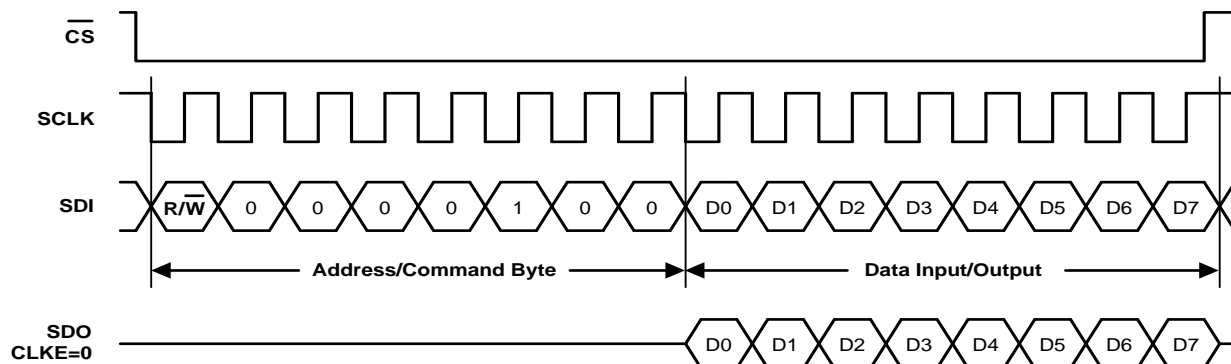 CS
SCLK
SDI R/W 0 0 0 0 1 0 0 D0 D1 D2 D3 D4 D5 D6 D7
Address/Command Byte Data Input/Output
SDO
CLKE=0 D0 D1 D2 D3 D4 D5 D6 D7